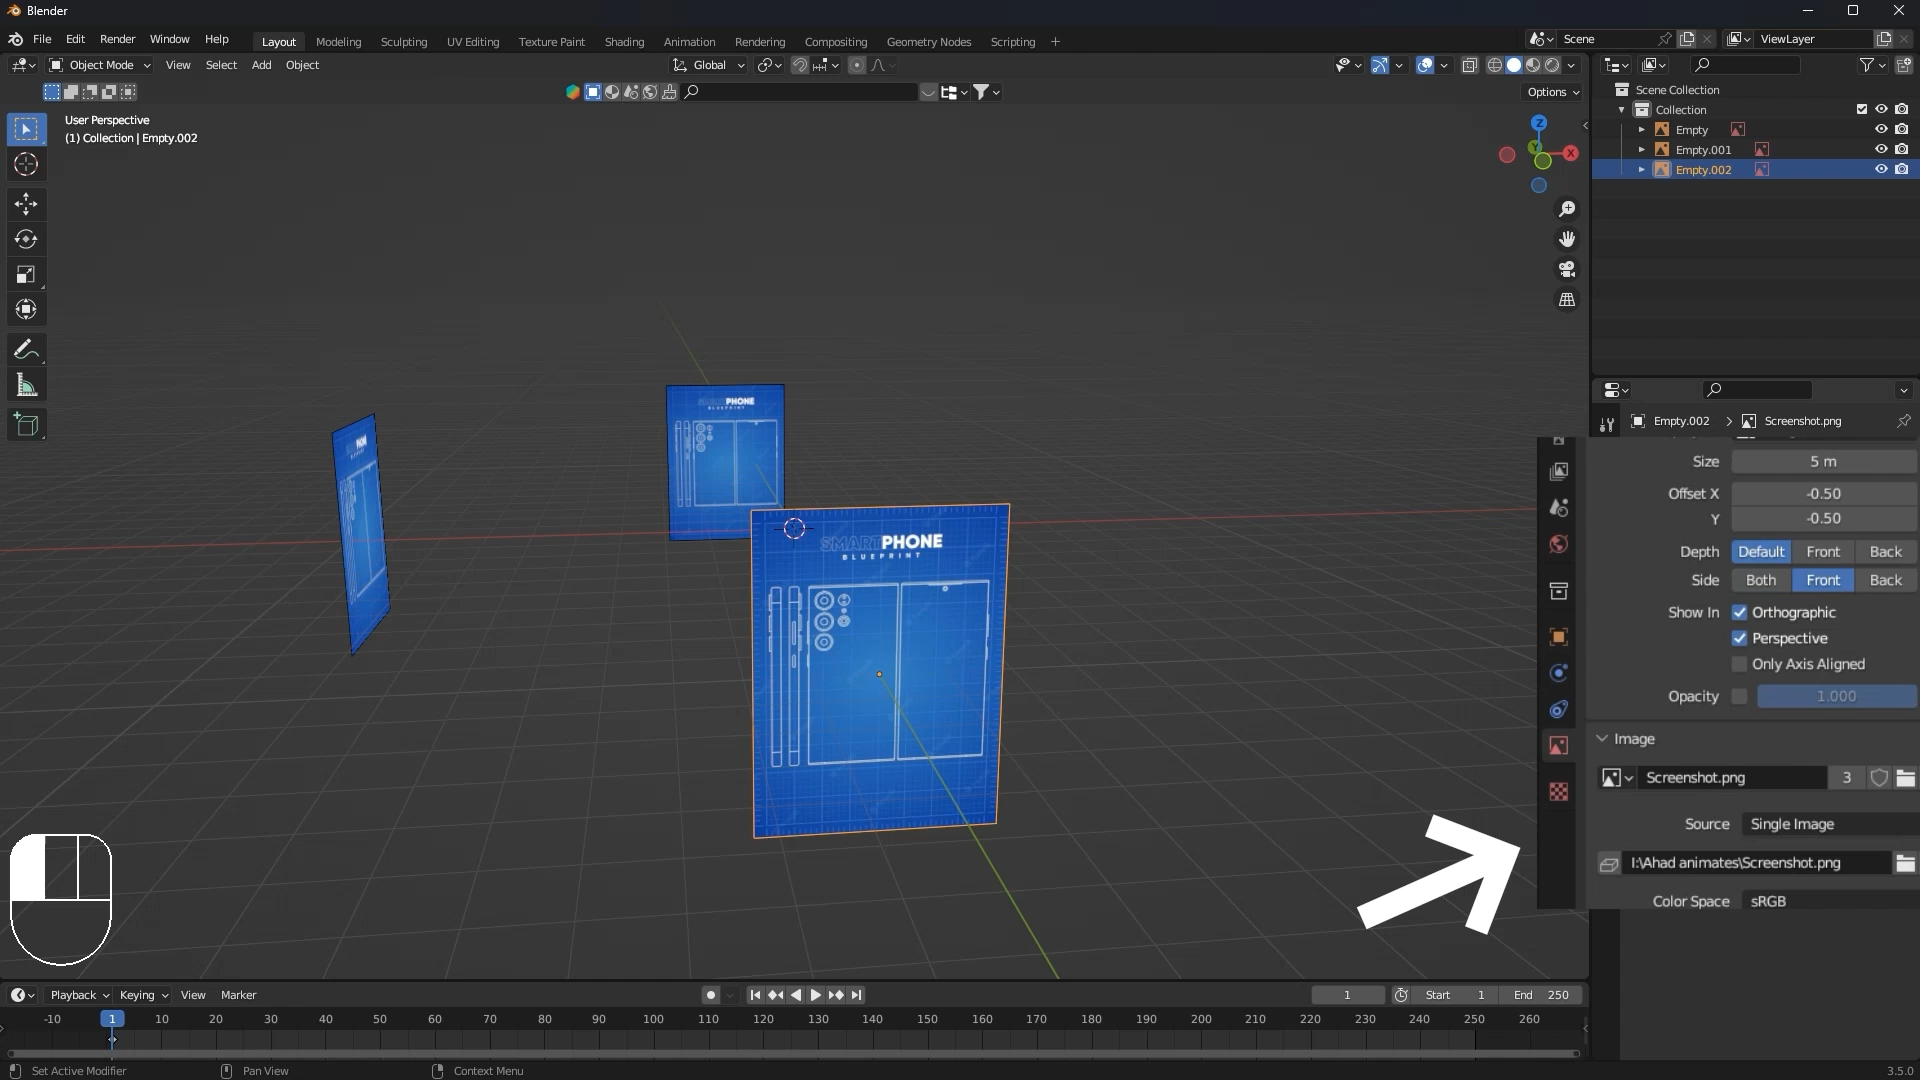 Blender
File Edit Render Window Help
Layout Modeling Sculpting UV Editing Texture Paint Shading Animation Rendering Compositing Geometry Nodes Scripting +
Scene
ViewLayer
Object Mode View Select Add Object
Global
Options
User Perspective
(1) Collection | Empty.002
Z
Y
X
Scene Collection
Collection
Empty
Empty.001
Empty.002
Empty.002 > Screenshot.png
Size 5 m
Offset X -0.50
Y -0.50
Depth Default Front Back
Side Both Front Back
Show In Orthographic
Perspective
Only Axis Aligned
Opacity 1.000
Image
Screenshot.png 3
Source Single Image
I:\Ahad animates\Screenshot.png
Color Space sRGB
PHONE
BLUEPRINT
SMARTPHONE
BLUEPRINT
Playback Keying View Marker
1 Start 1 End 250
-10 1 10 20 30 40 50 60 70 80 90 100 110 120 130 140 150 160 170 180 190 200 210 220 230 240 250 260
Set Active Modifier Pan View Context Menu 3.5.0